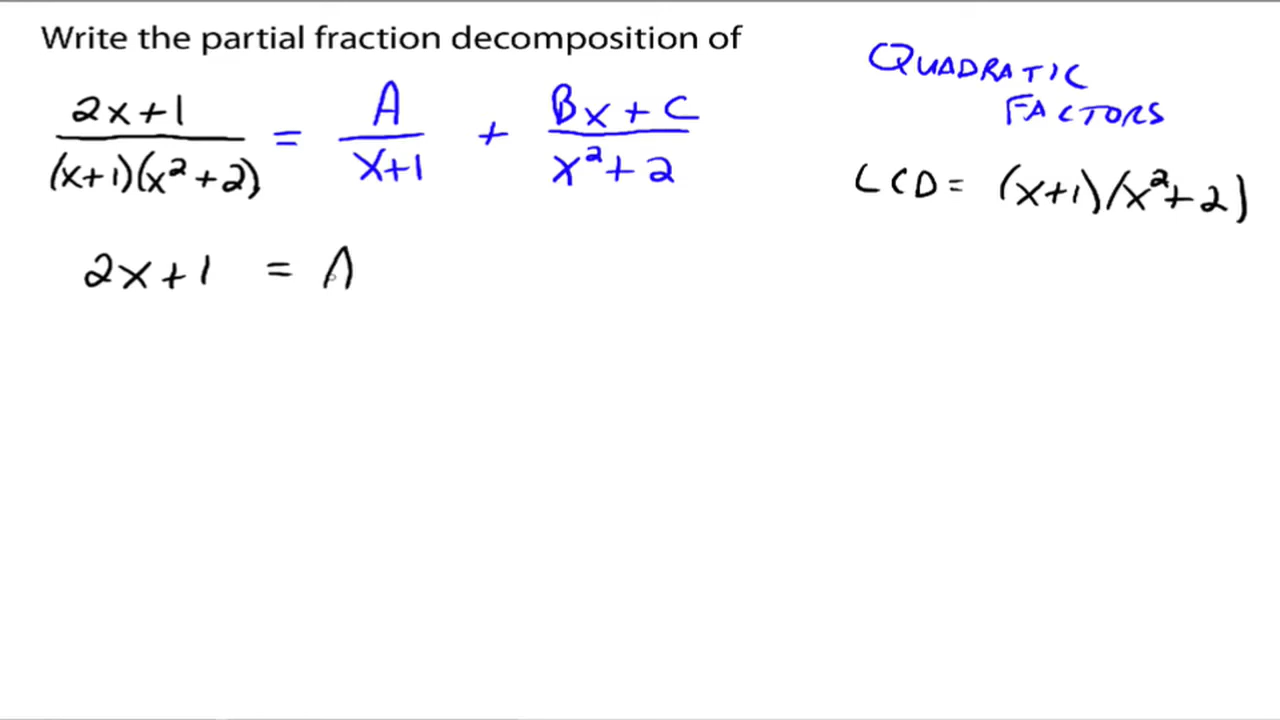 Write the partial fraction decomposition of
QUADRATIC
FACTORS
(2x+1)/((x+1)(x²+2)) = A/(x+1) + (Bx+C)/(x²+2)
LCD = (x+1)(x²+2)
2x+1 = A